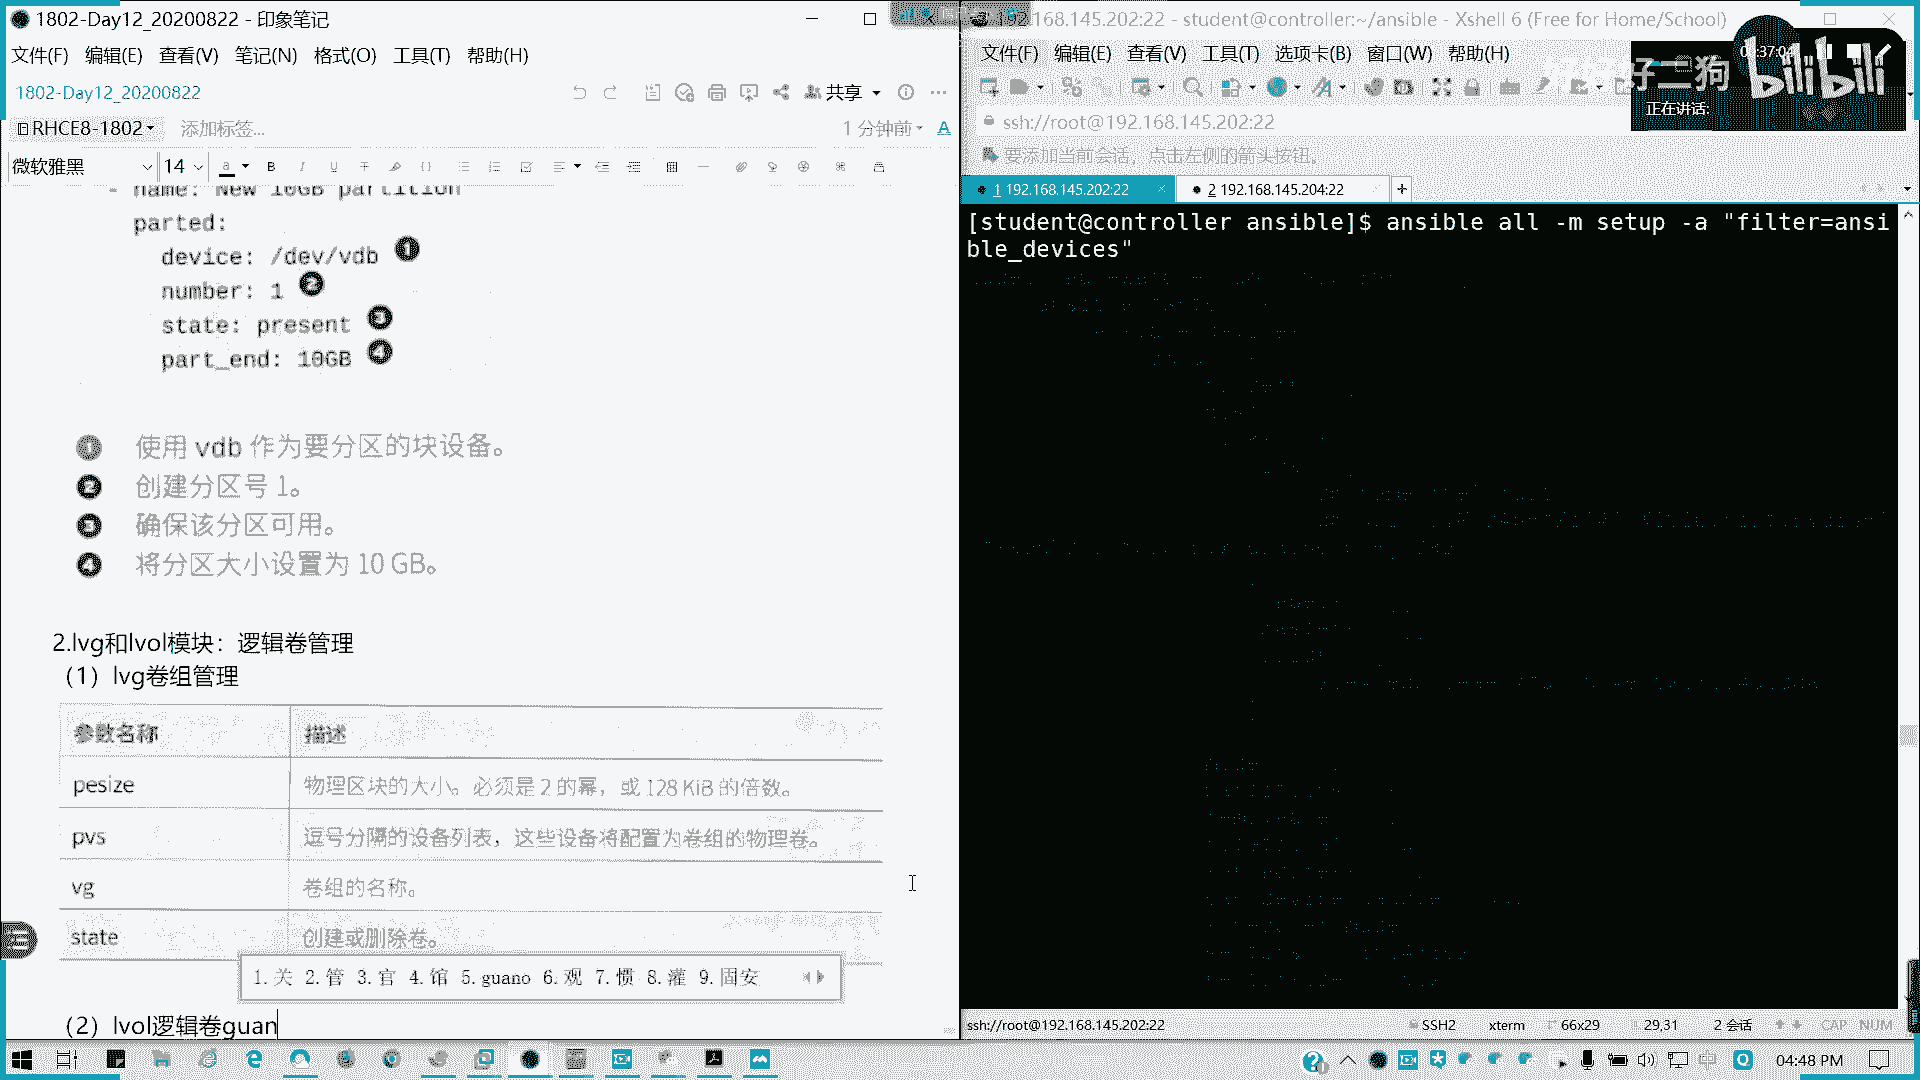 1802-Day12_20200822 - 印象笔记
文件(F) 编辑(E) 查看(V) 笔记(N) 格式(O) 工具(T) 帮助(H)
1802-Day12_20200822
共享
RHCE8-1802
添加标签...
1 分钟前
微软雅黑
14
- name: New 10GB partition
parted:
device: /dev/vdb 1
number: 1 2
state: present 3
part_end: 10GB 4
1 使用 vdb 作为要分区的块设备。
2 创建分区号 1。
3 确保该分区可用。
4 将分区大小设置为 10 GB。
2.lvg和lvol模块：逻辑卷管理
（1）lvg卷组管理
参数名称 描述
pesize 物理区块的大小。必须是 2 的幂，或 128 KiB 的倍数。
pvs 逗号分隔的设备列表，这些设备将配置为卷组的物理卷。
vg 卷组的名称。
state 创建或删除卷。
1.关 2.管 3.官 4.馆 5.guano 6.观 7.惯 8.灌 9.固安
（2）lvol逻辑卷guan
192.168.145.202:22 - student@controller:~/ansible - Xshell 6 (Free for Home/School)
文件(F) 编辑(E) 查看(V) 工具(T) 选项卡(B) 窗口(W) 帮助(H)
好二狗
bilibili
正在讲话:
ssh://root@192.168.145.202:22
要添加当前会话，点击左侧的箭头按钮。
1 192.168.145.202:22
2 192.168.145.204:22
[student@controller ansible]$ ansible all -m setup -a "filter=ansi
ble_devices"
ssh://root@192.168.145.202:22
SSH2
xterm
66x29
29,31
2 会话
CAP NUM
04:48 PM